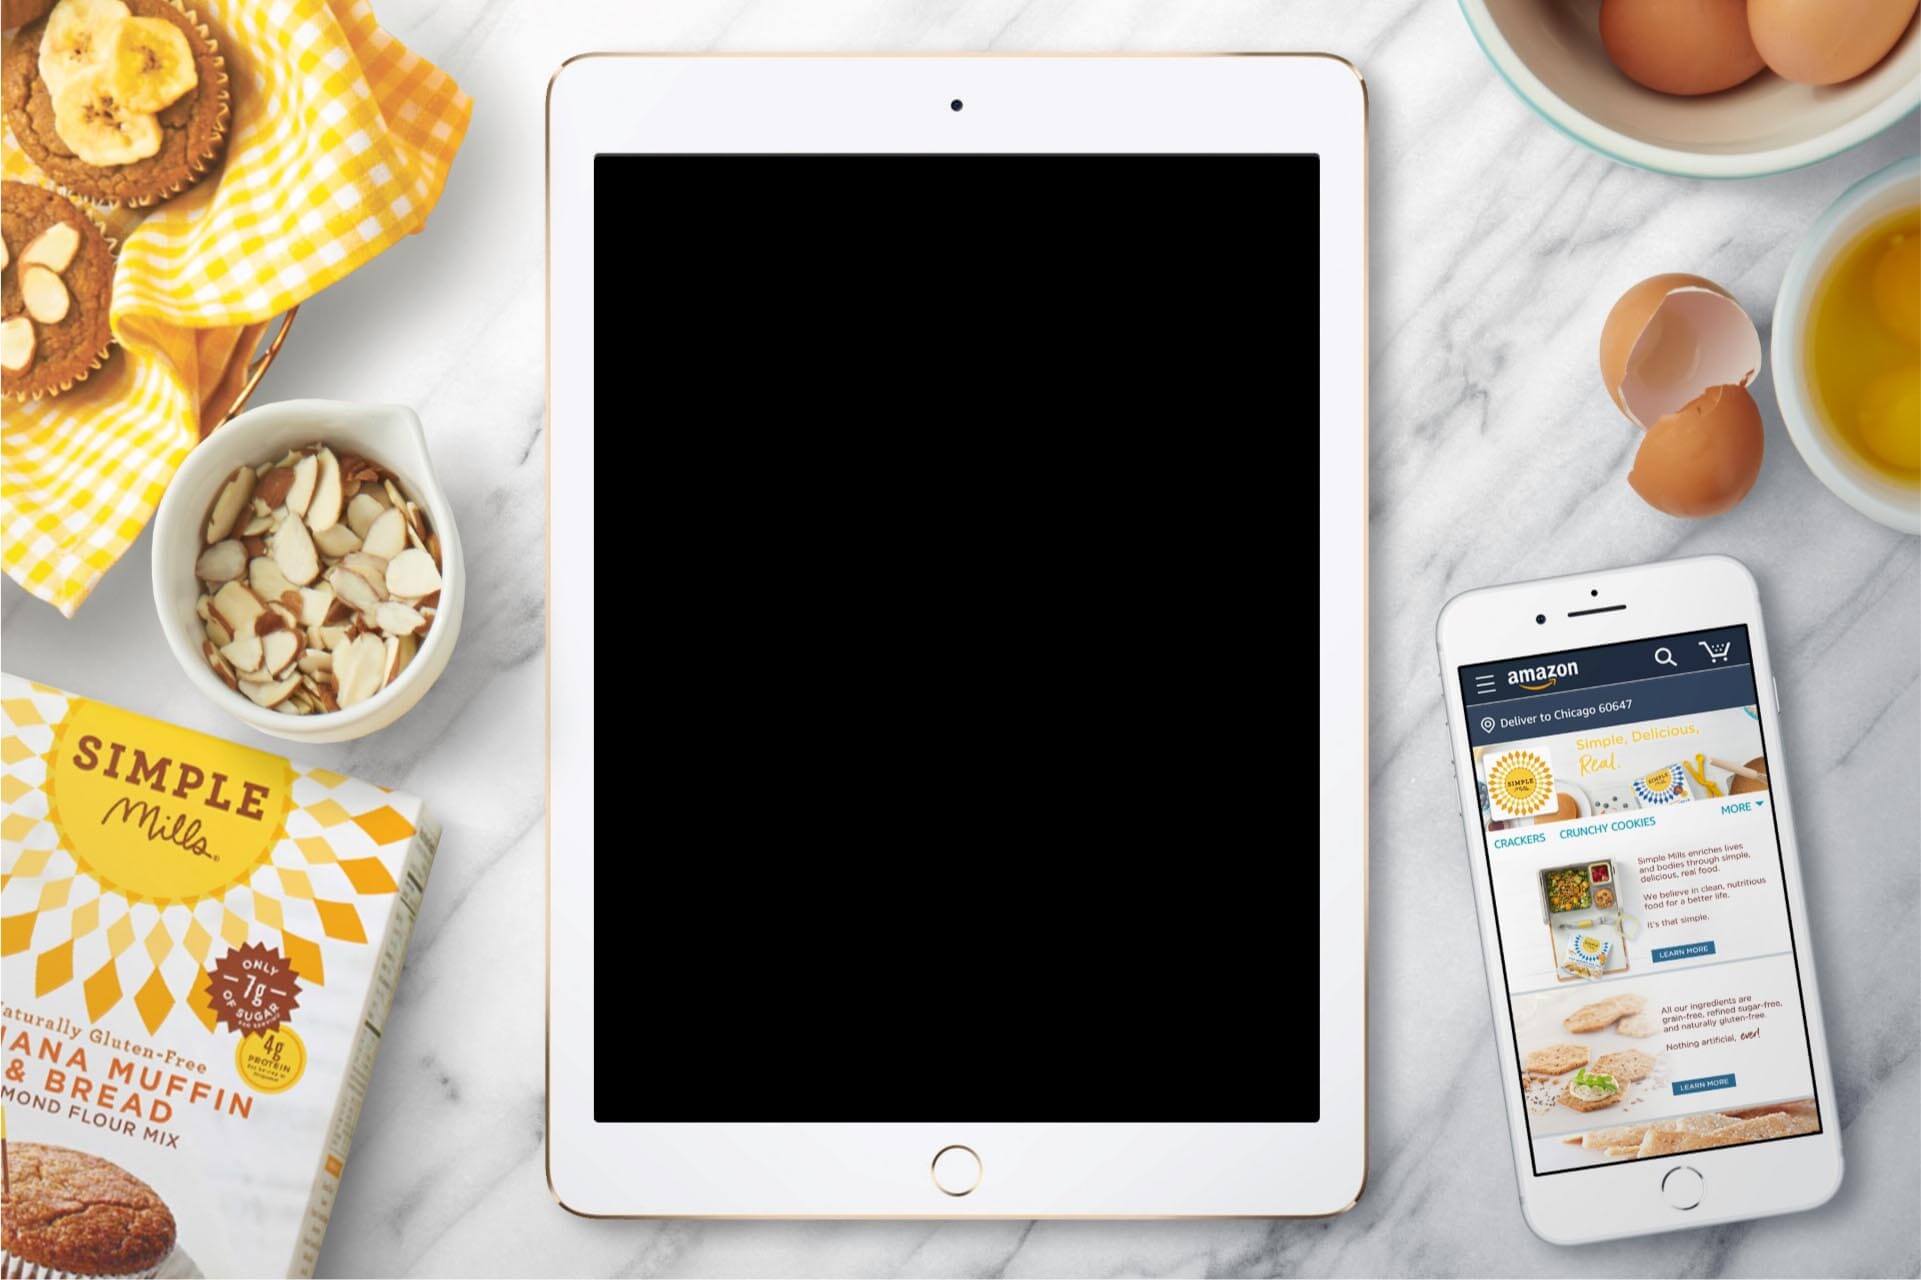 SIMPLE
Mills
ONLY
7g
OF SUGAR
4g
PROTEIN
aturally Gluten-Free
ANA MUFFIN
& BREAD
MOND FLOUR MIX
amazon
Deliver to Chicago 60647
Simple, Delicious,
Real.
SIMPLE
Mills
SIMPLE
Mills
MORE
CRACKERS CRUNCHY COOKIES
Simple Mills enriches lives
and bodies through simple,
delicious, real food.
We believe in clean, nutritious
food for a better life.
It's that simple.
LEARN MORE
All our ingredients are
grain-free, refined sugar-free,
and naturally gluten-free.
Nothing artificial, ever!
LEARN MORE